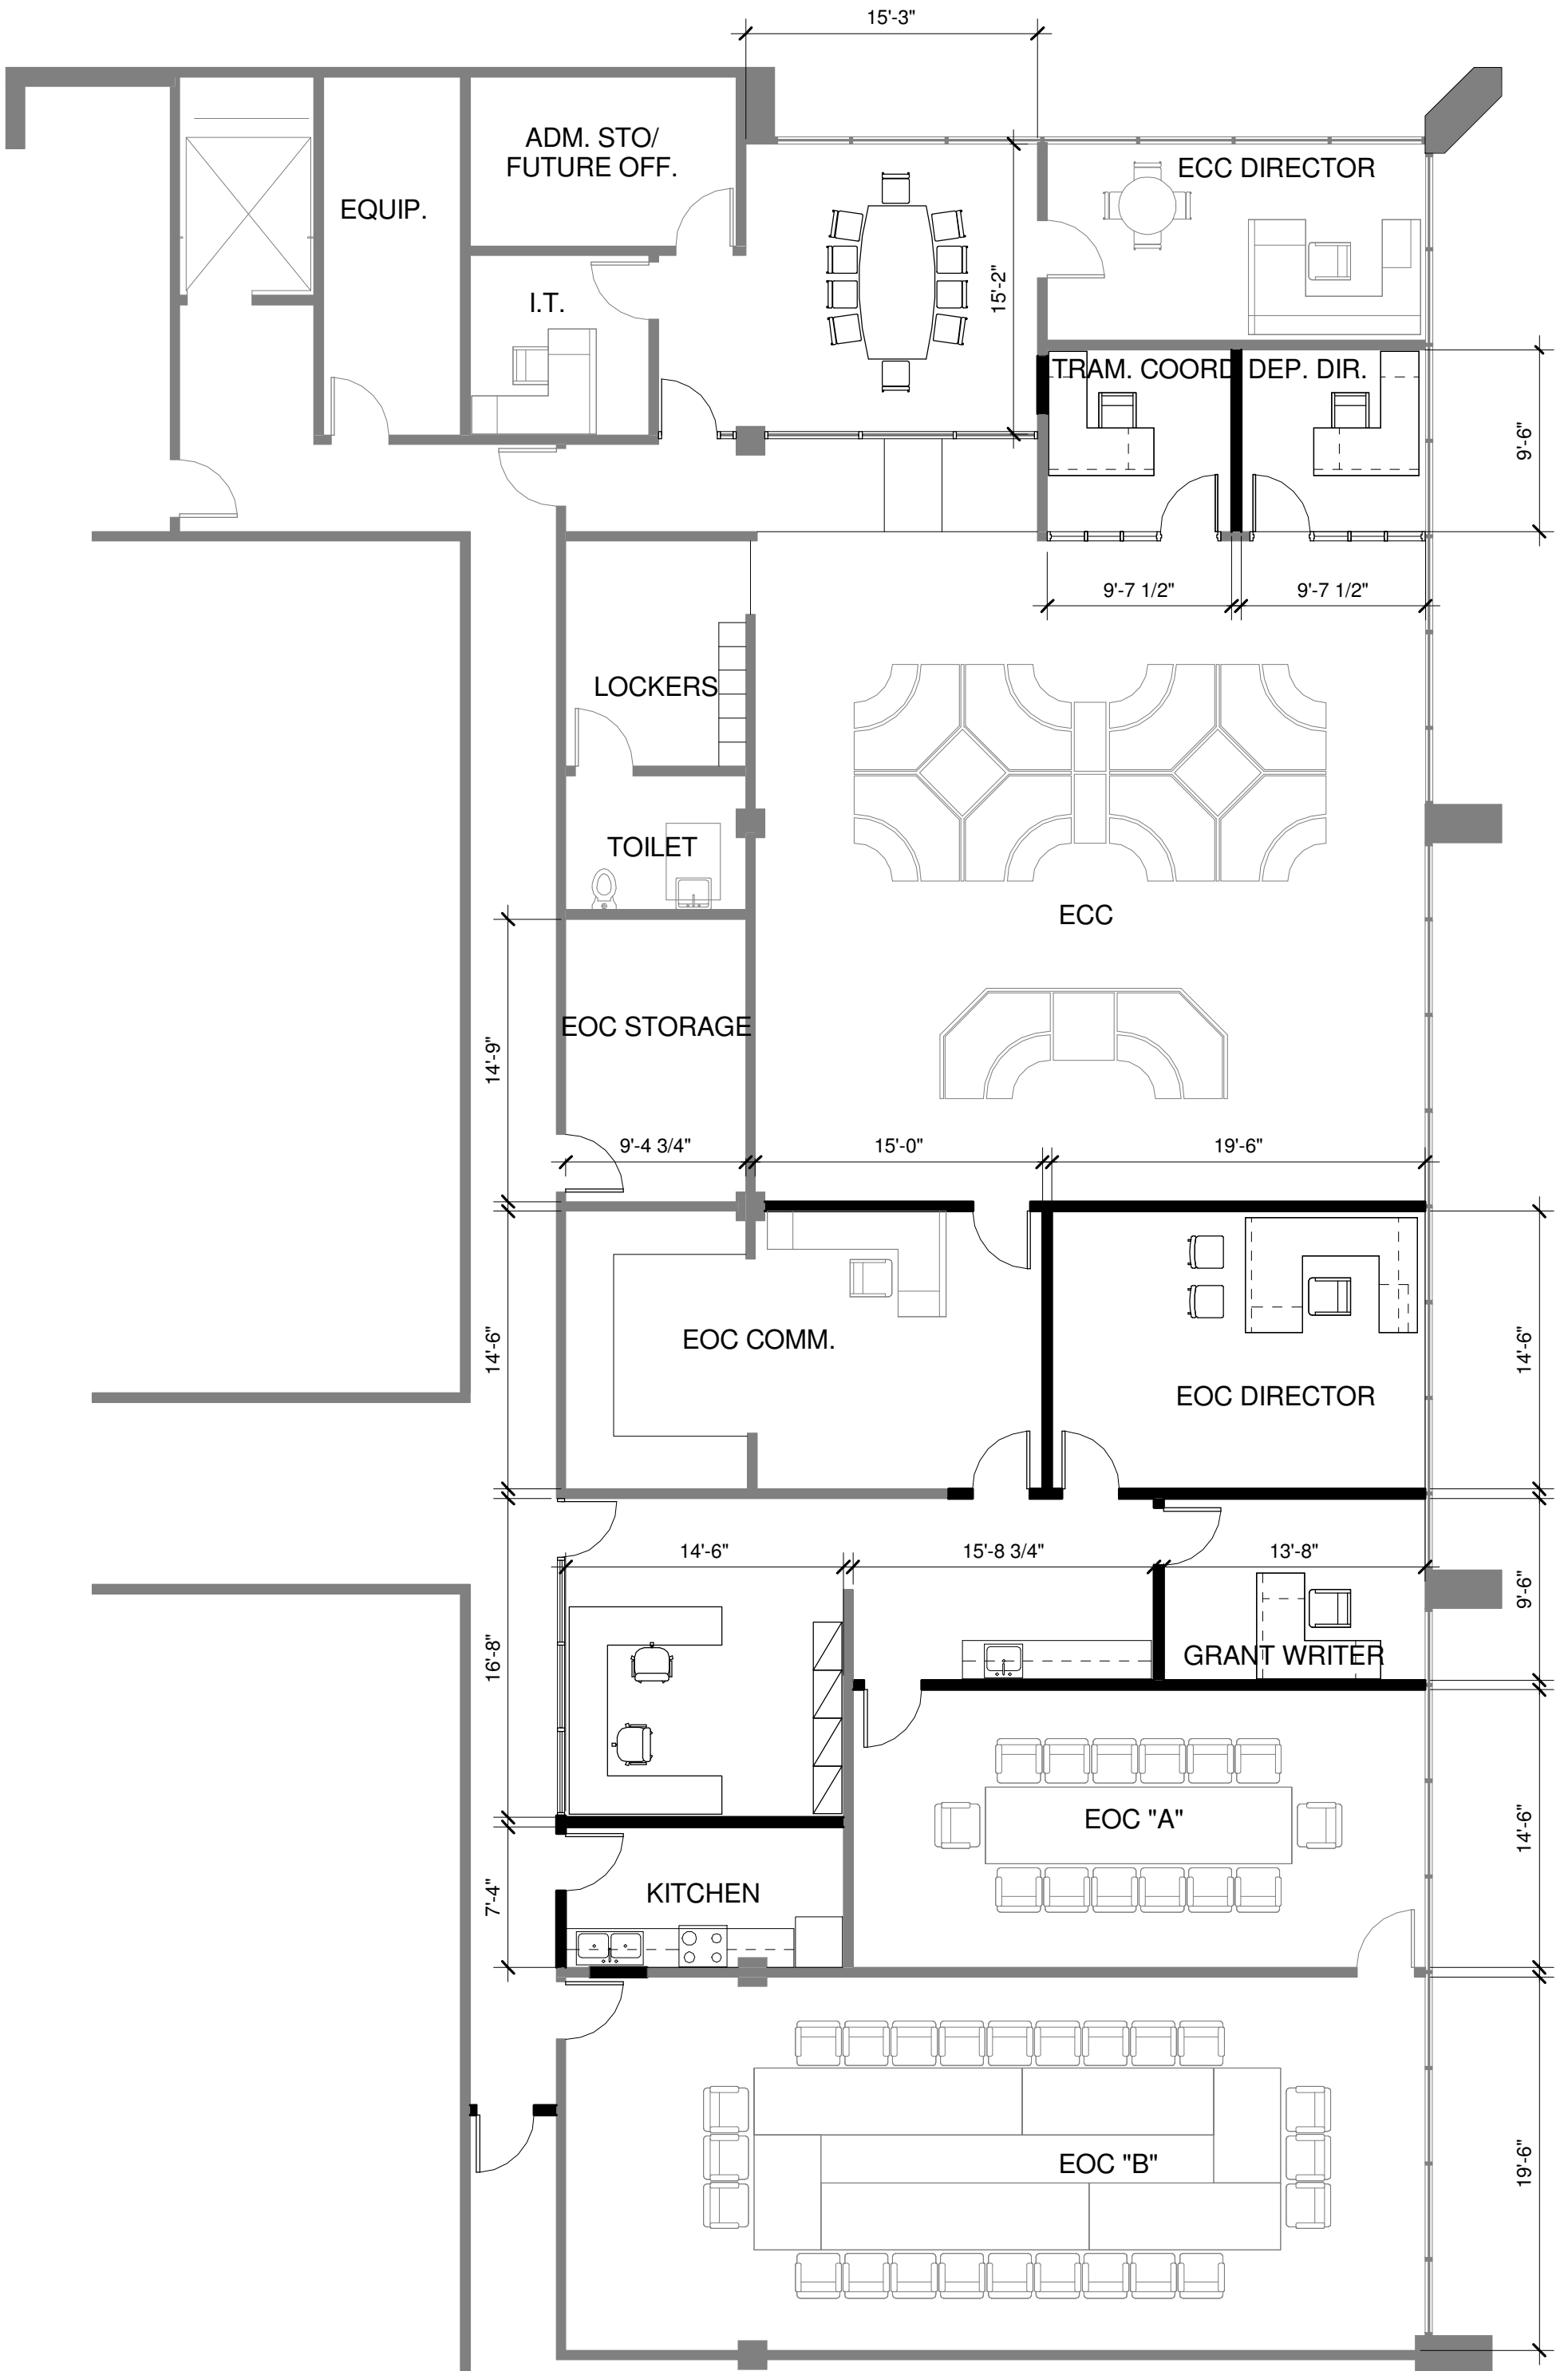 15'-3"
ADM. STO/
FUTURE OFF.
ECC DIRECTOR
EQUIP.
15'-2"
I.T.
TRAM. COORD
DEP. DIR.
9'-6"
9'-7 1/2"
9'-7 1/2"
LOCKERS
TOILET
ECC
EOC STORAGE
14'-9"
9'-4 3/4"
15'-0"
19'-6"
EOC COMM.
14'-6"
14'-6"
EOC DIRECTOR
14'-6"
15'-8 3/4"
13'-8"
9'-6"
16'-8"
GRANT WRITER
EOC "A"
14'-6"
KITCHEN
7'-4"
EOC "B"
19'-6"